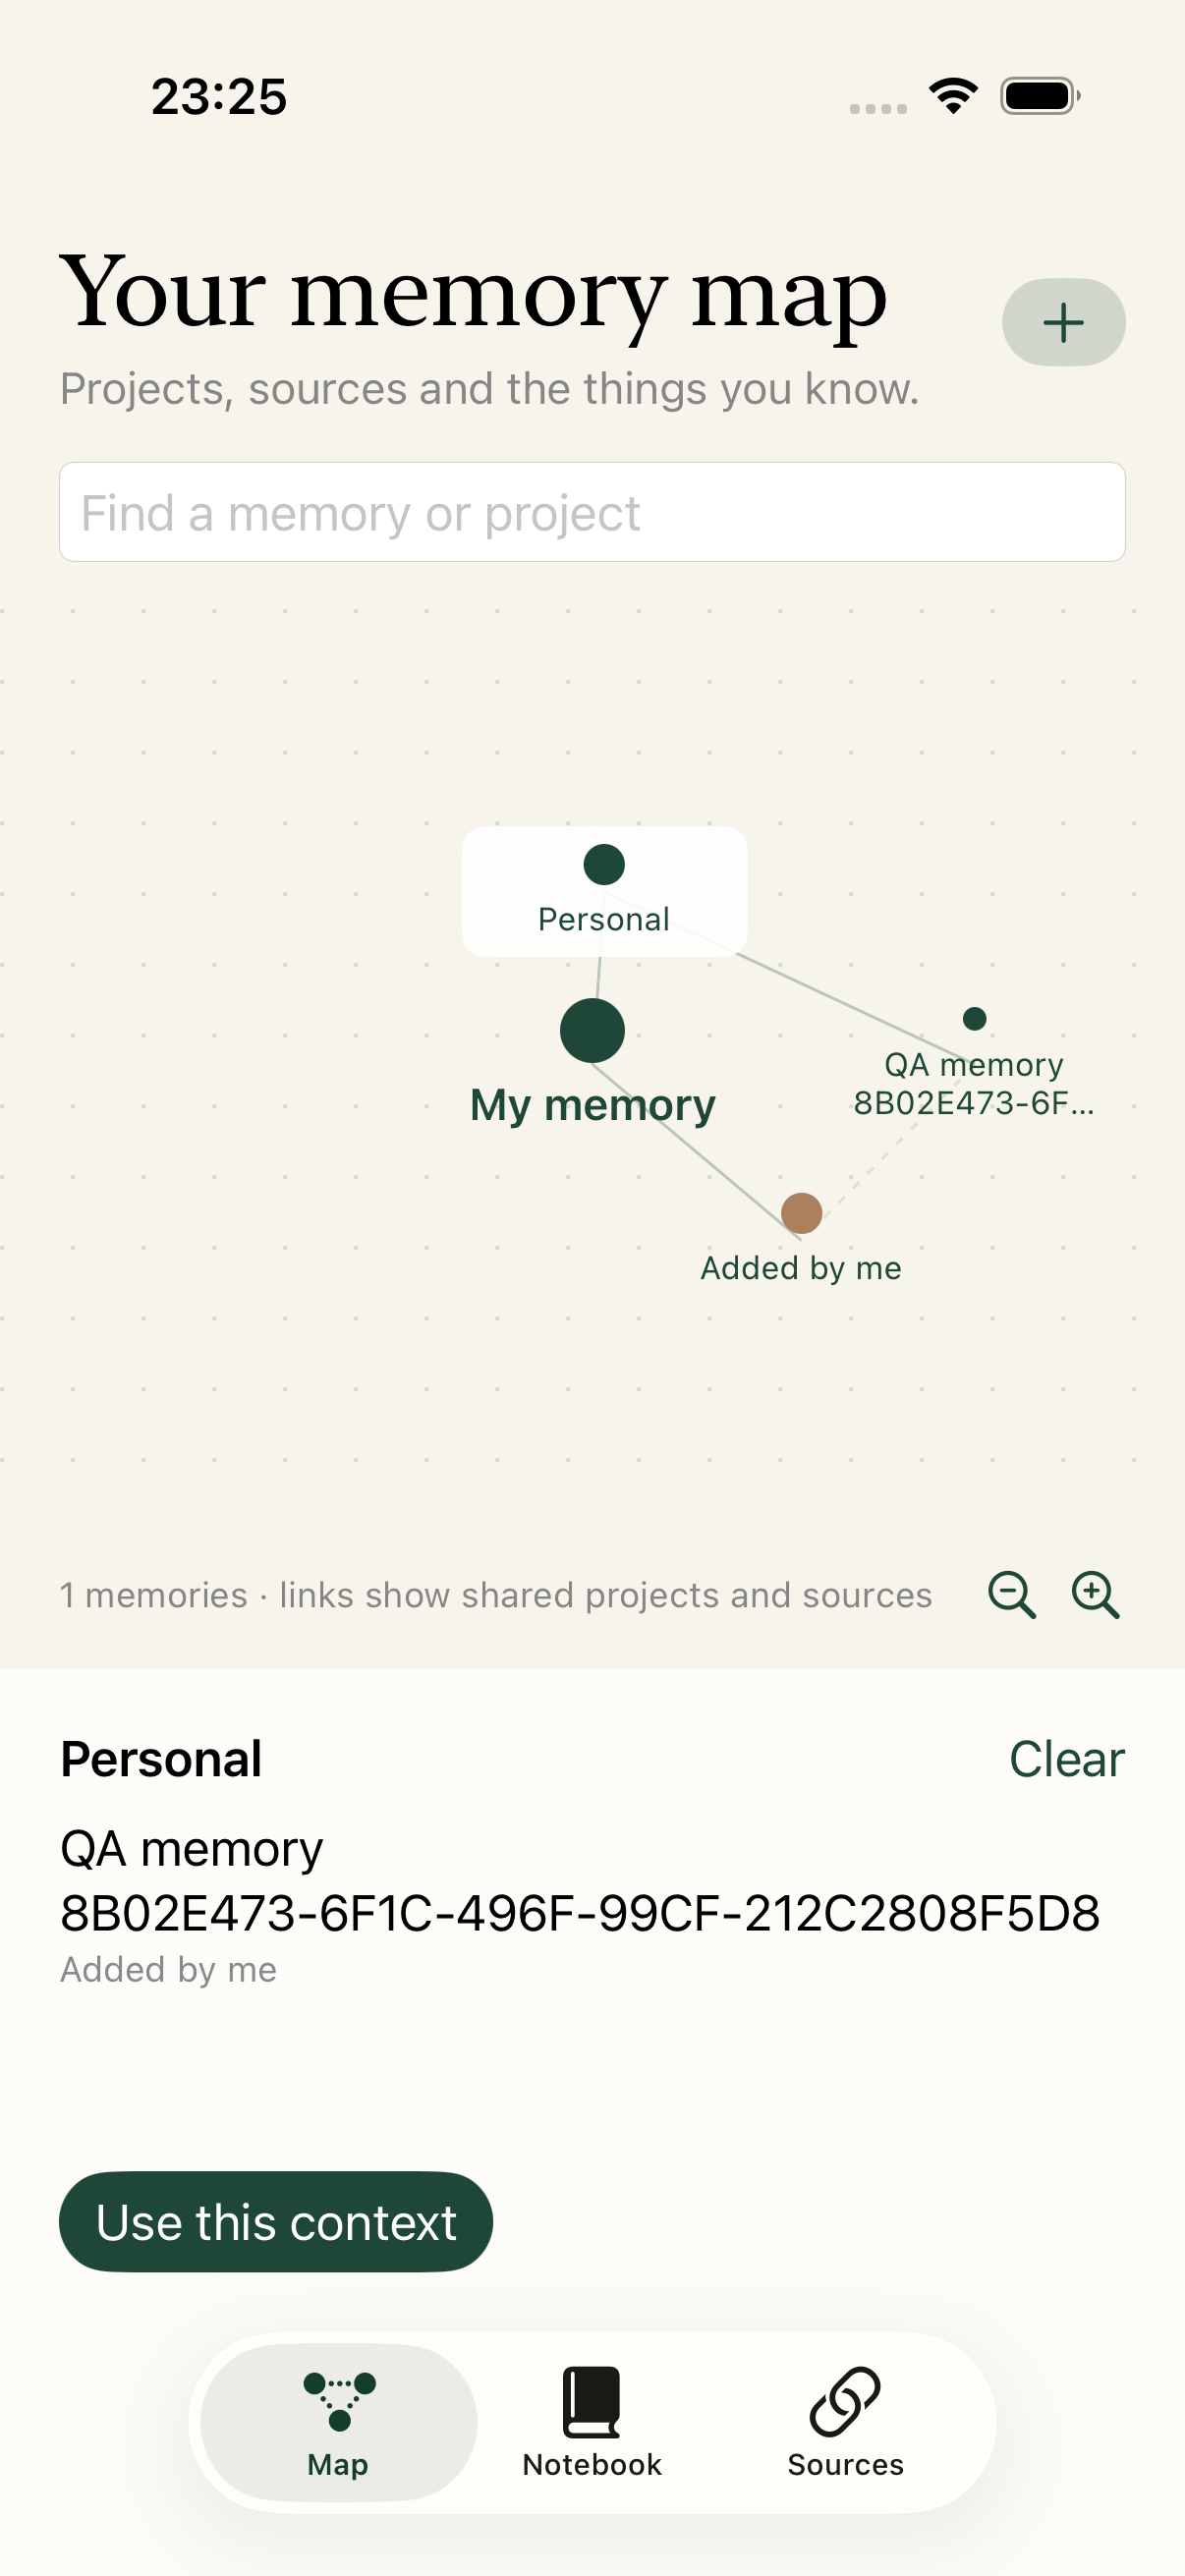 23:25
Your memory map
Projects, sources and the things you know.
Find a memory or project
Personal
My memory
QA memory
8B02E473-6F...
Added by me
1 memories · links show shared projects and sources
Personal
Clear
QA memory
8B02E473-6F1C-496F-99CF-212C2808F5D8
Added by me
Use this context
Map
Notebook
Sources